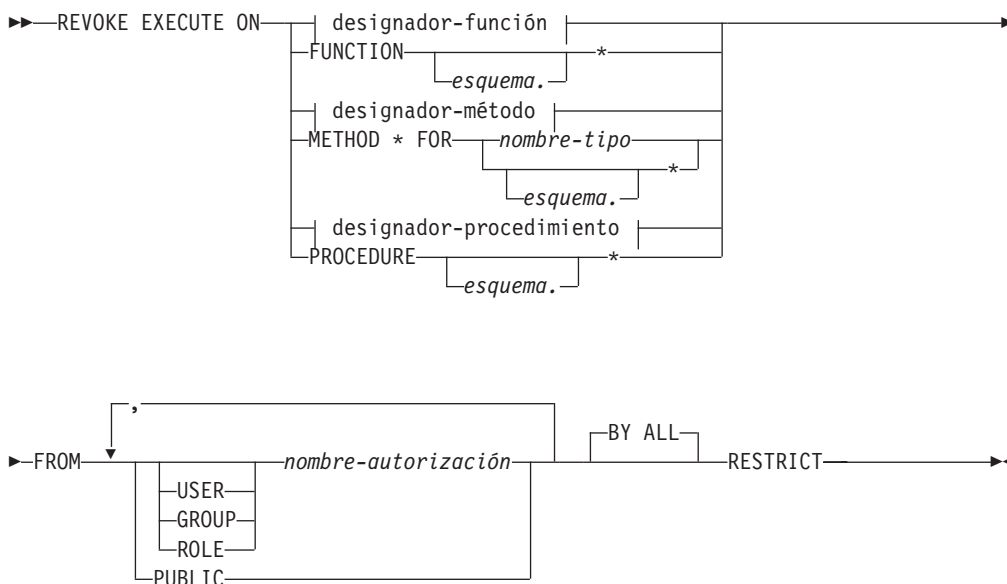 REVOKE EXECUTE ON designador-función
FUNCTION *
esquema.
designador-método
METHOD * FOR nombre-tipo
*
esquema.
designador-procedimiento
PROCEDURE *
esquema.
,
BY ALL
FROM nombre-autorización RESTRICT
USER
GROUP
ROLE
PUBLIC